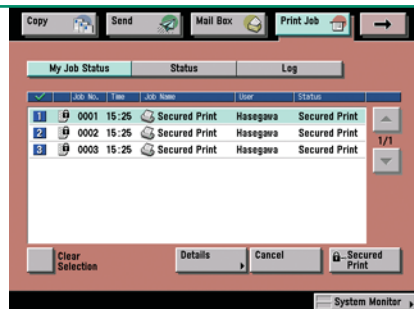 Copy Send Mail Box Print Job
My Job Status Status Log
Job No. Time Job Name User Status
1 0001 15:25 Secured Print Hasegawa Secured Print
2 0002 15:25 Secured Print Hasegawa Secured Print
3 0003 15:25 Secured Print Hasegawa Secured Print
1/1
Clear Selection Details Cancel Secured Print
System Monitor